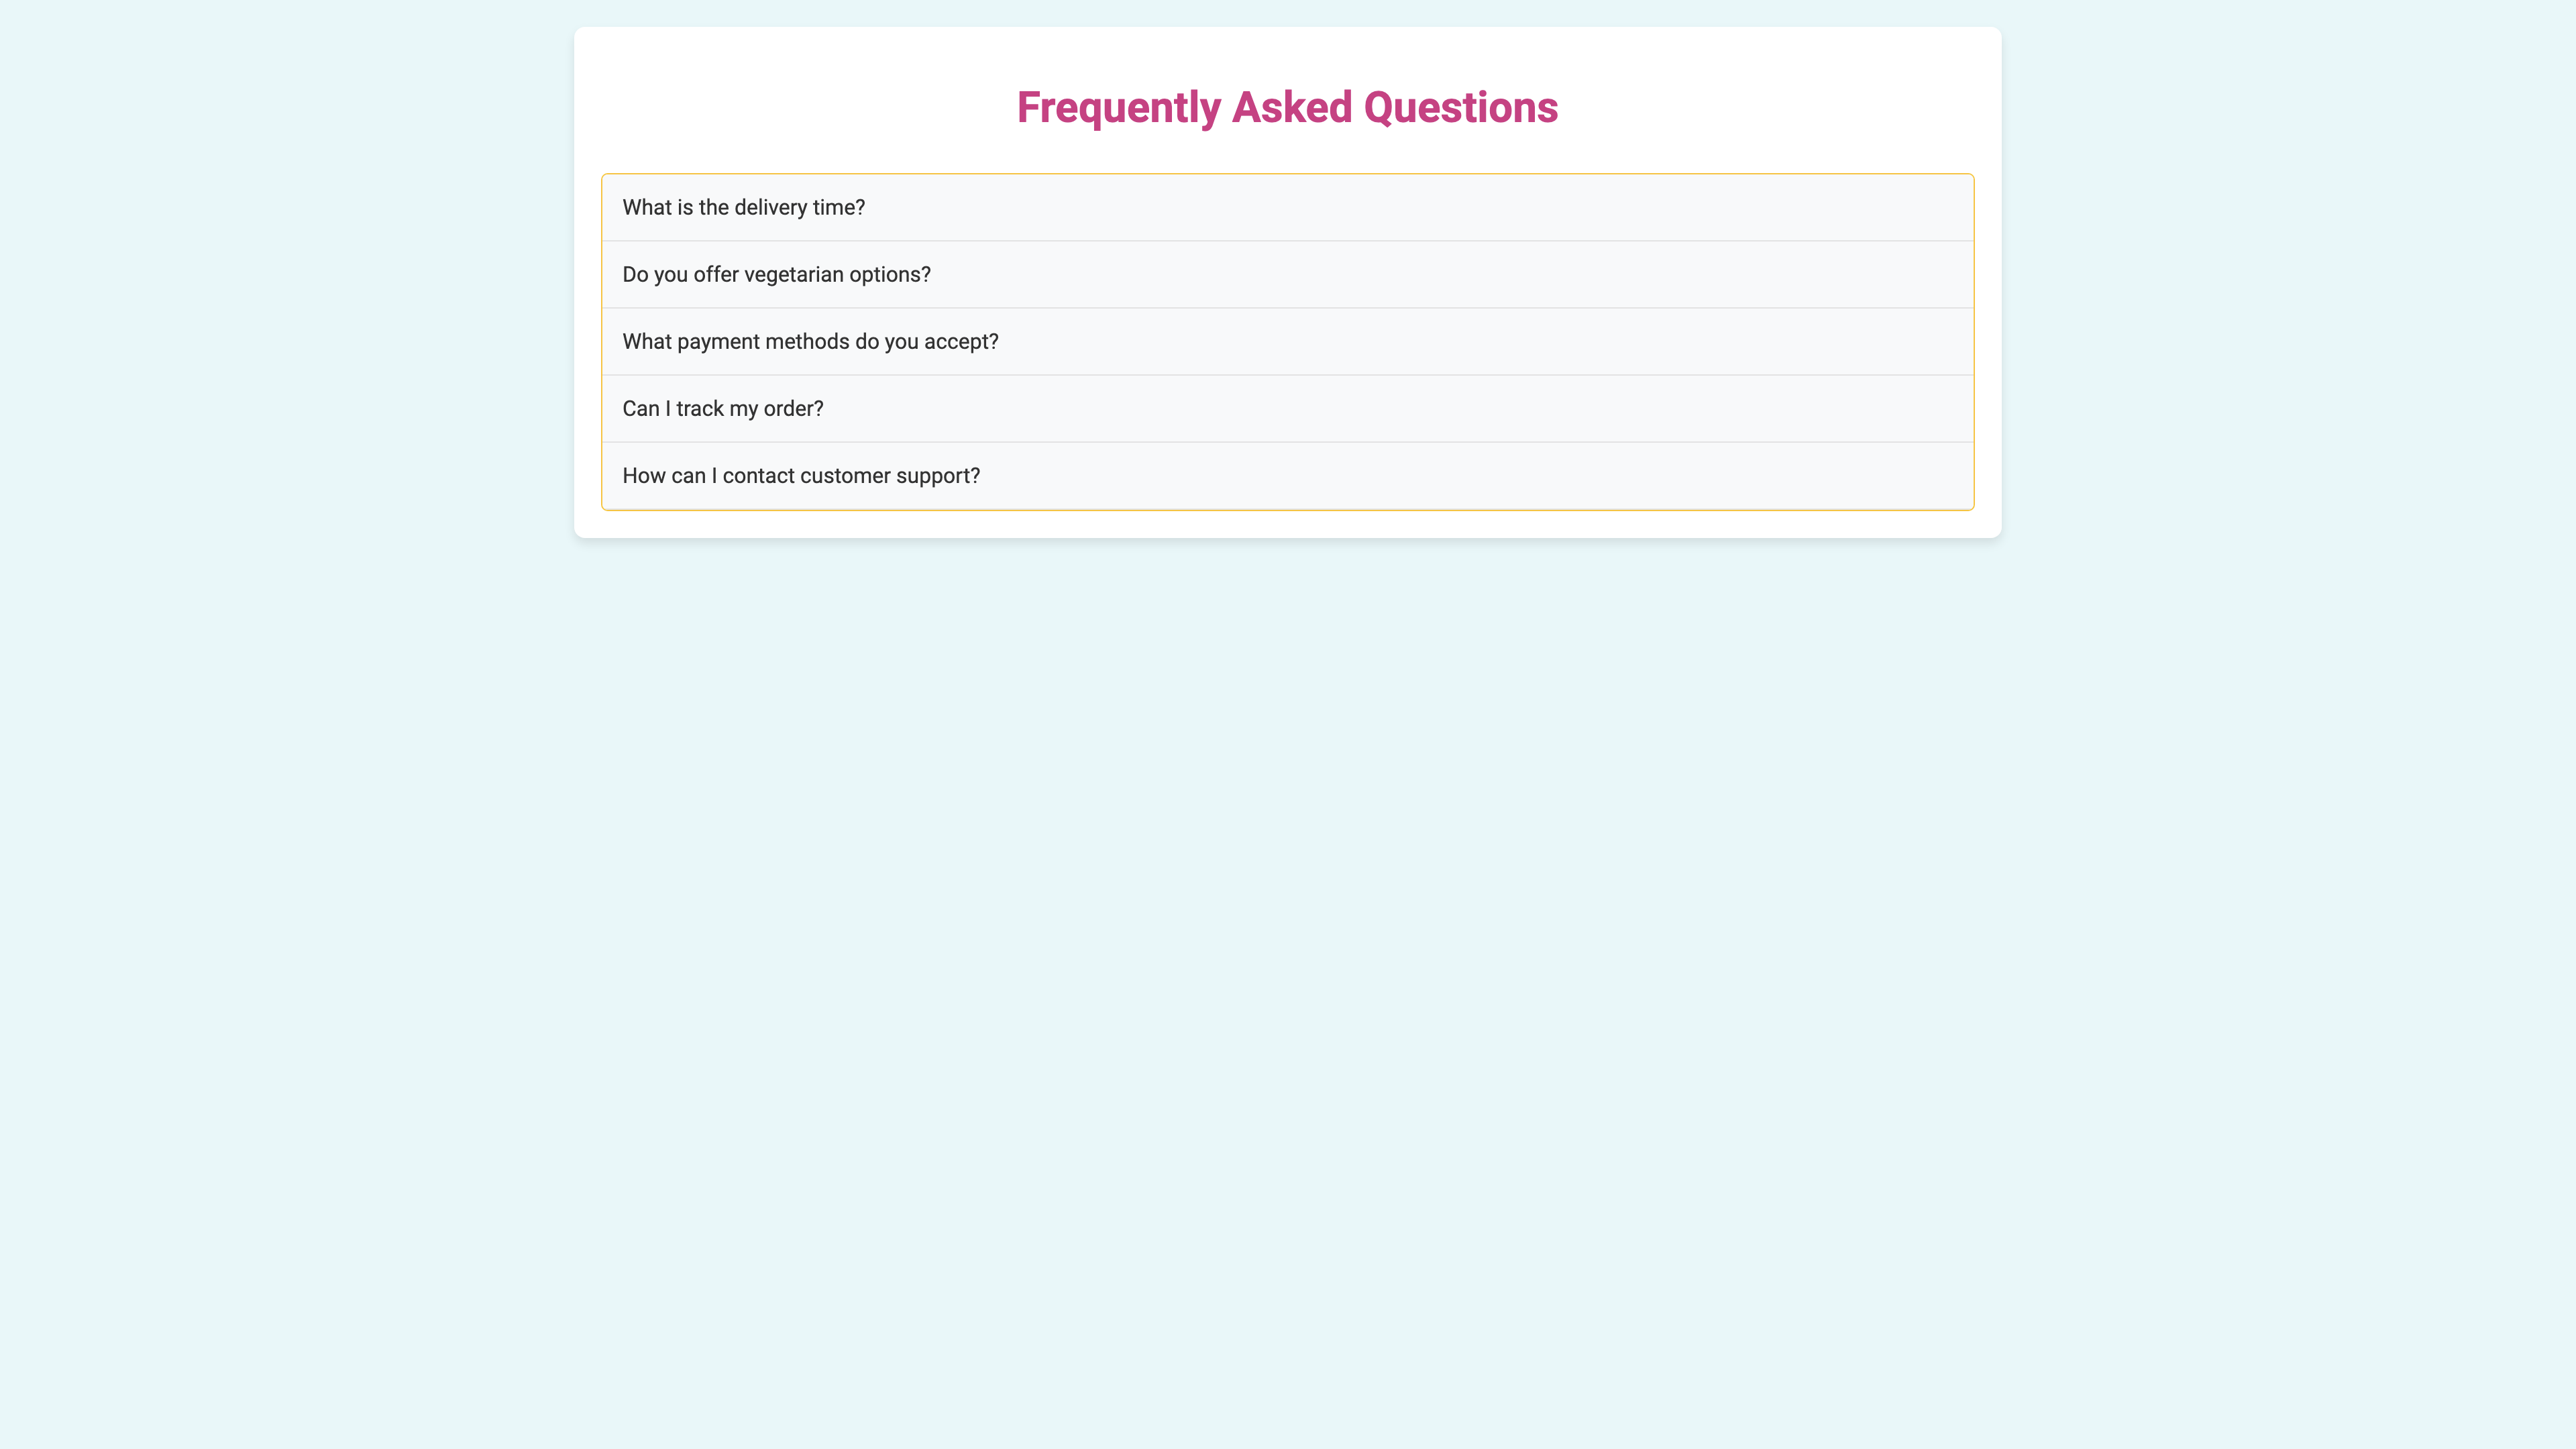 Frequently Asked Questions
What is the delivery time?
Do you offer vegetarian options?
What payment methods do you accept?
Can I track my order?
How can I contact customer support?